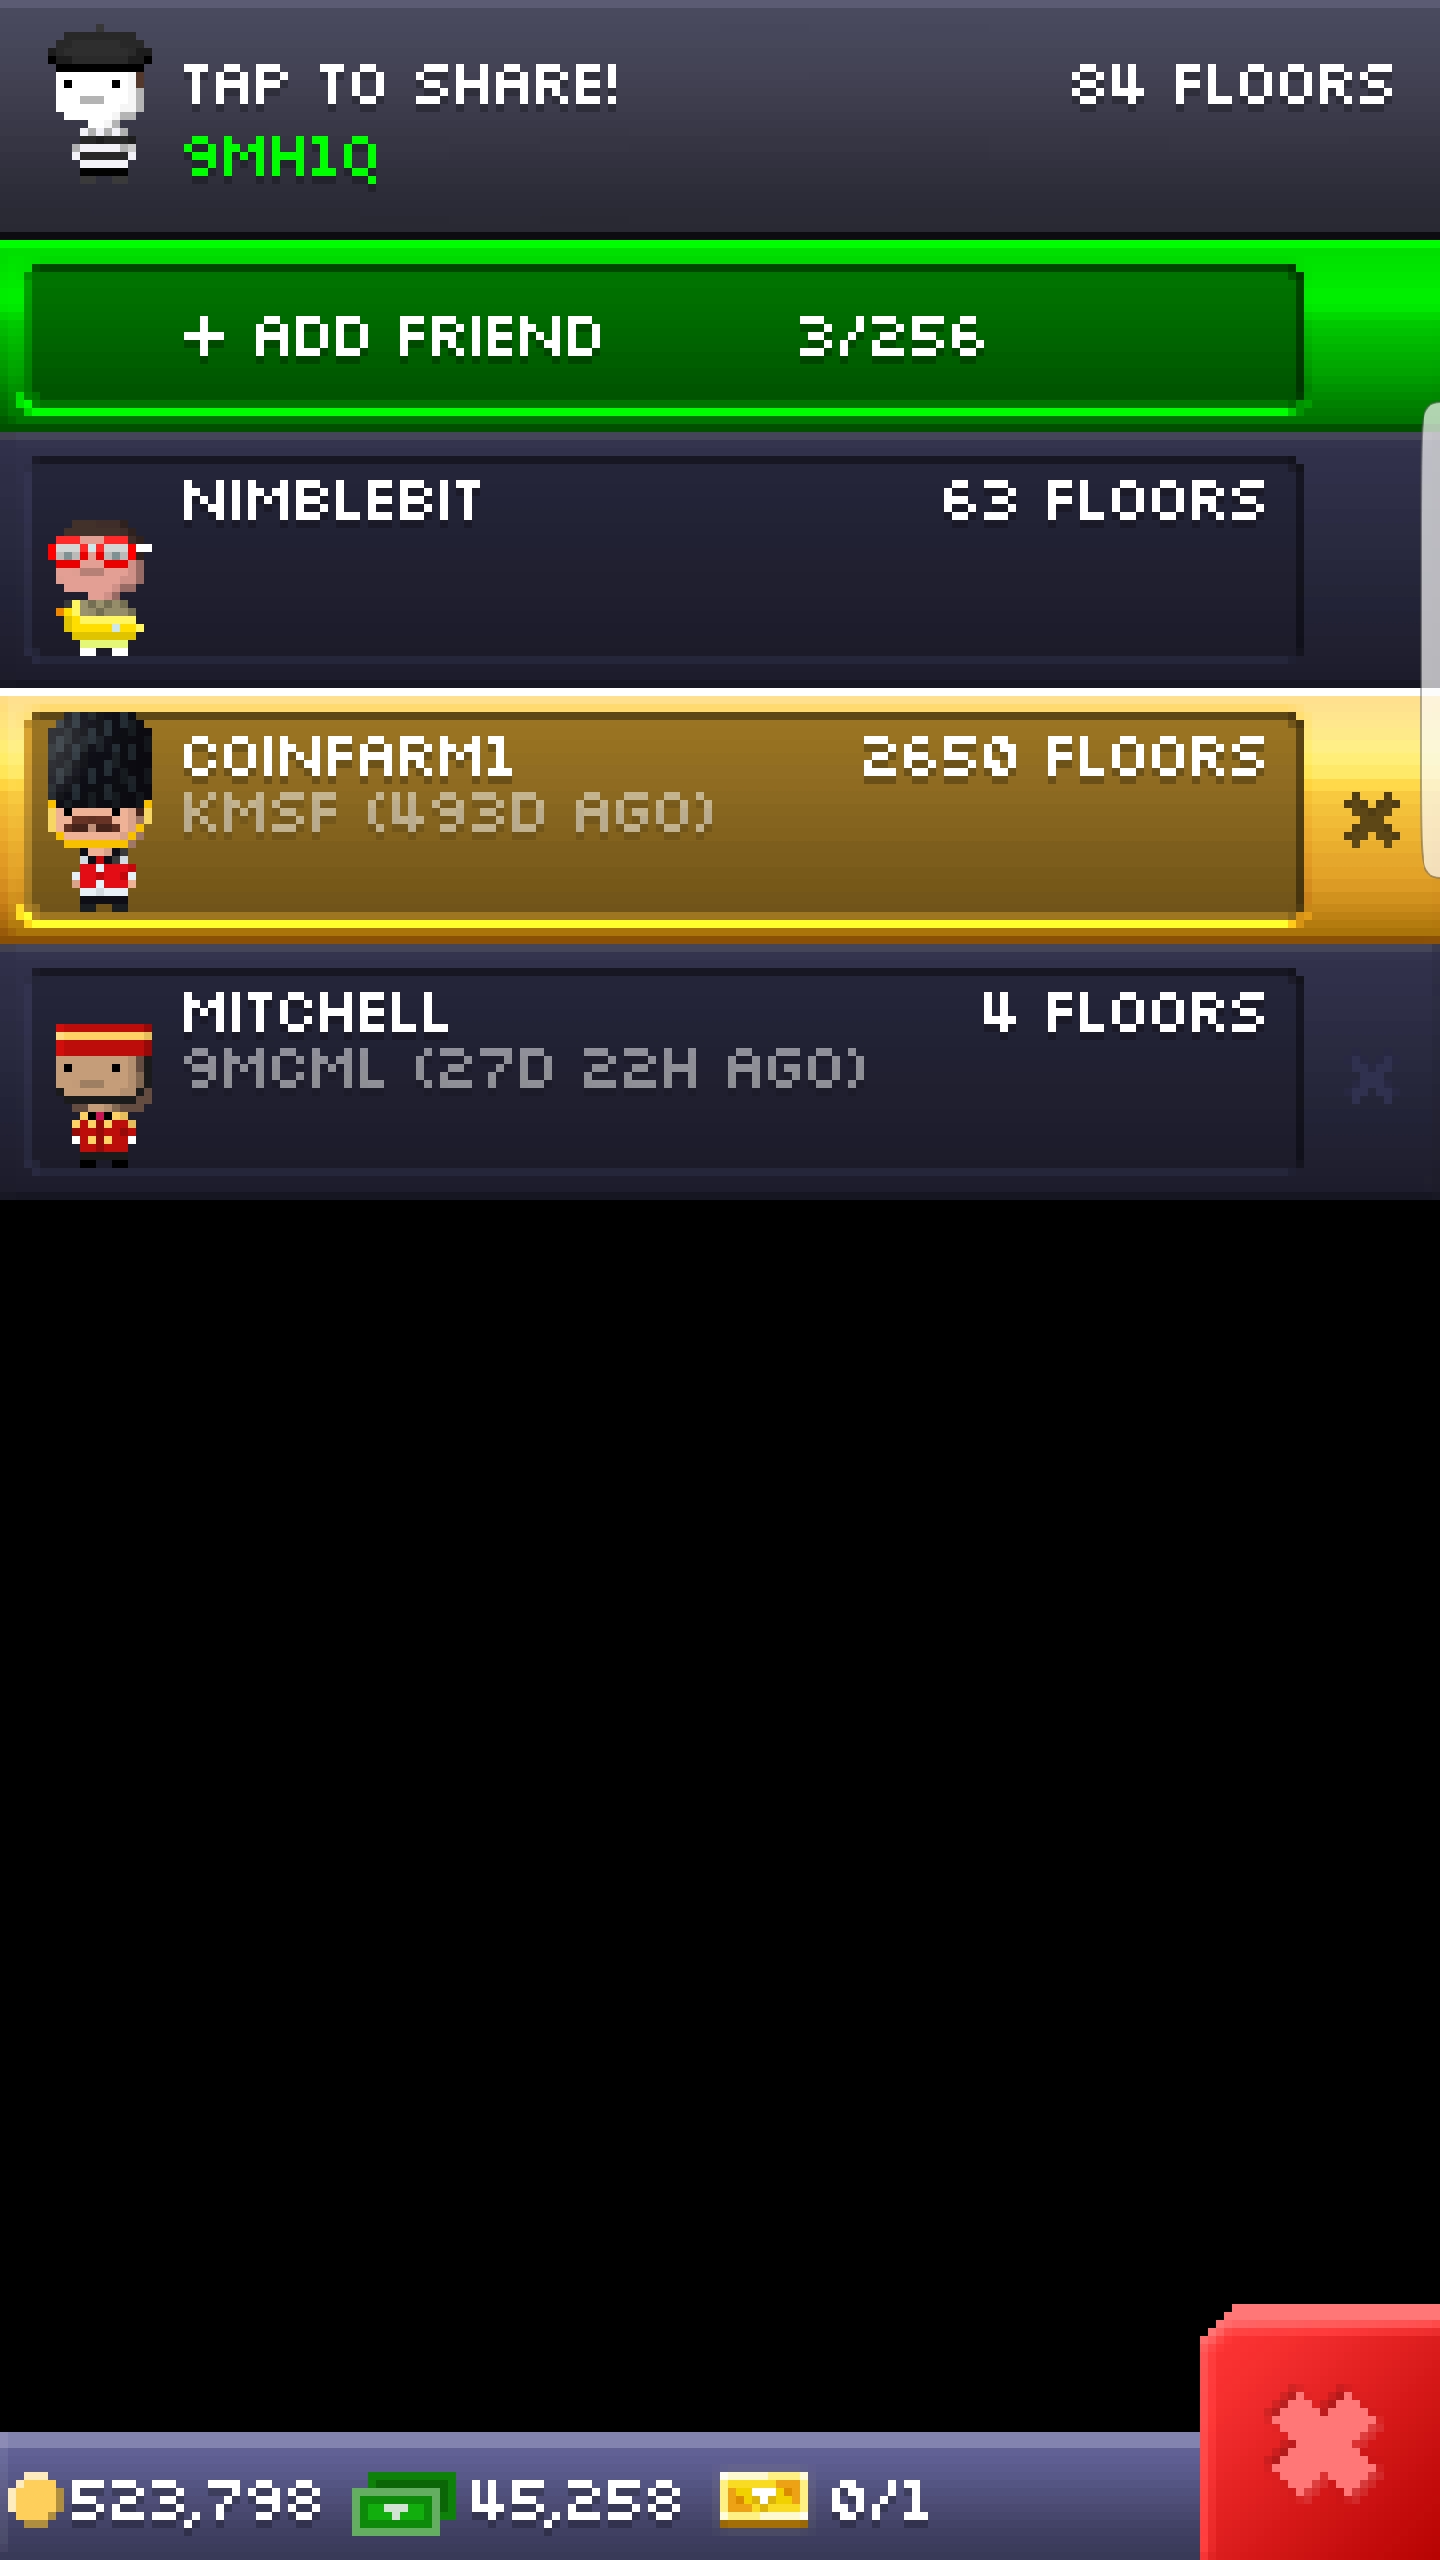 TAP TO SHARE! 84 FLOORS
9MH1Q
+ ADD FRIEND 3/256
NIMBLEBIT 63 FLOORS
COINFARM1 2650 FLOORS
KMSF (493D AGO)
MITCHELL 4 FLOORS
9MCML (27D 22H AGO)
523,798 45,258 0/1